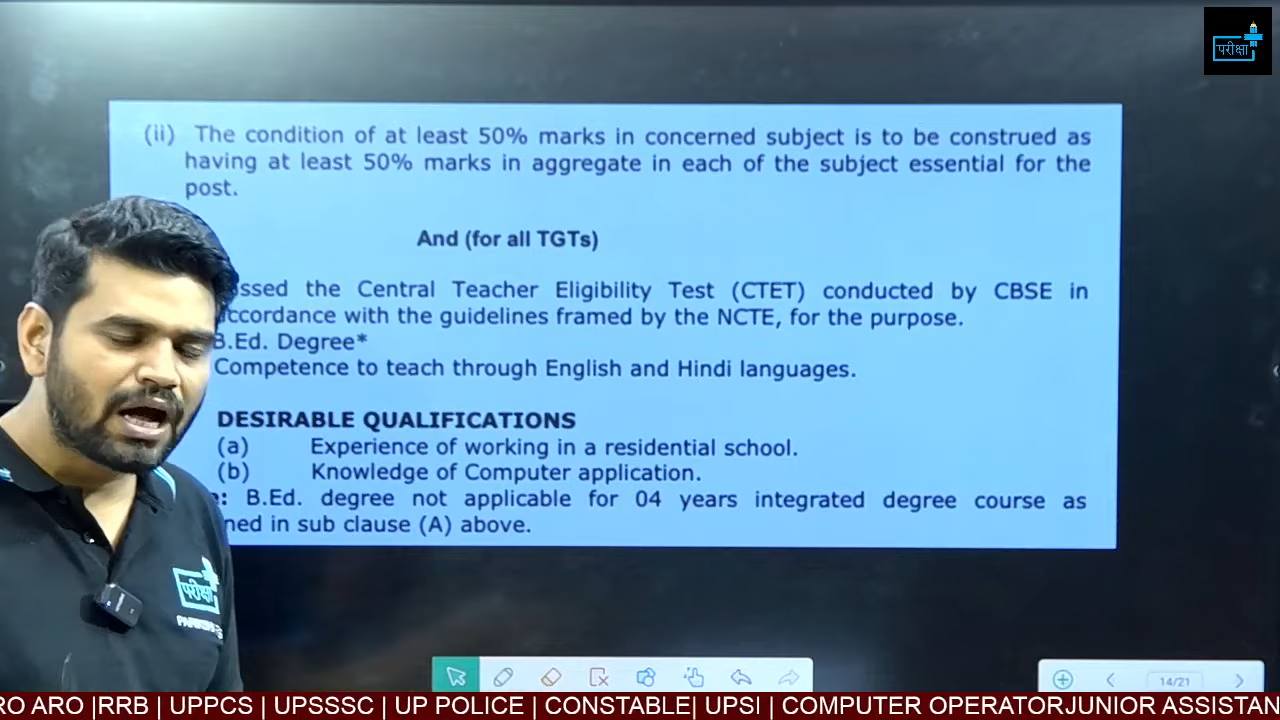 परीक्षा
(ii) The condition of at least 50% marks in concerned subject is to be construed as
having at least 50% marks in aggregate in each of the subject essential for the
post.
And (for all TGTs)
the Central Teacher Eligibility Test (CTET) conducted by CBSE in
accordance with the guidelines framed by the NCTE, for the purpose.
B.Ed. Degree*
Competence to teach through English and Hindi languages.
DESIRABLE QUALIFICATIONS
(a) Experience of working in a residential school.
(b) Knowledge of Computer application.
B.Ed. degree not applicable for 04 years integrated degree course as
in sub clause (A) above.
परीक्षा
14/21
RO ARO |RRB | UPPCS | UPSSSC | UP POLICE | CONSTABLE| UPSI | COMPUTER OPERATORJUNIOR ASSISTAN